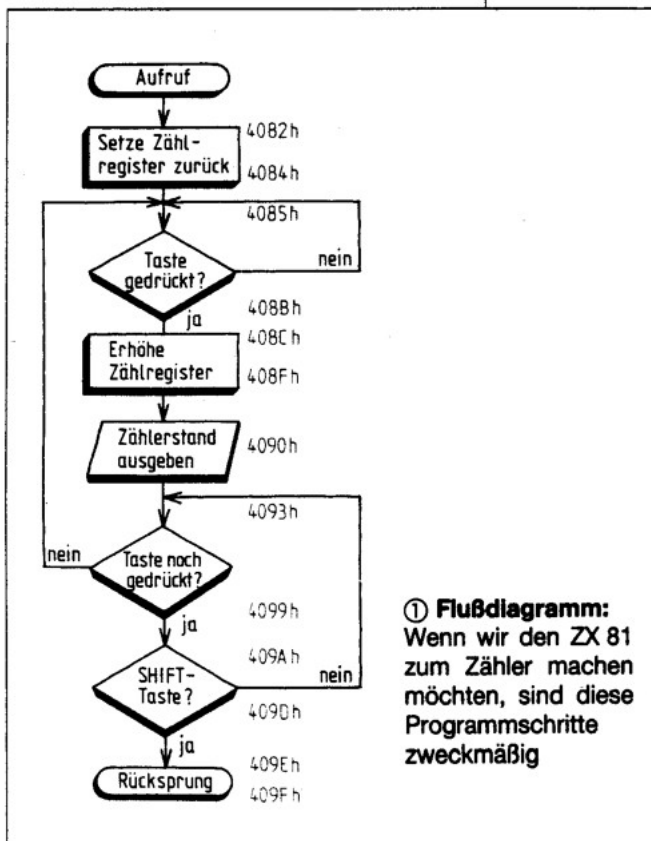 Aufruf
4082h
Setze Zähl-
register zurück
4084h
4085h
Taste
gedrückt?
nein
408Bh
ja
408Ch
Erhöhe
Zählregister
408Fh
Zählerstand
ausgeben
4090h
4093h
nein
Taste noch
gedrückt?
4099h
ja
409Ah
nein
SHIFT-
Taste?
409Dh
ja
409Eh
Rücksprung
409Fh
① Flußdiagramm:
Wenn wir den ZX 81
zum Zähler machen
möchten, sind diese
Programmschritte
zweckmäßig